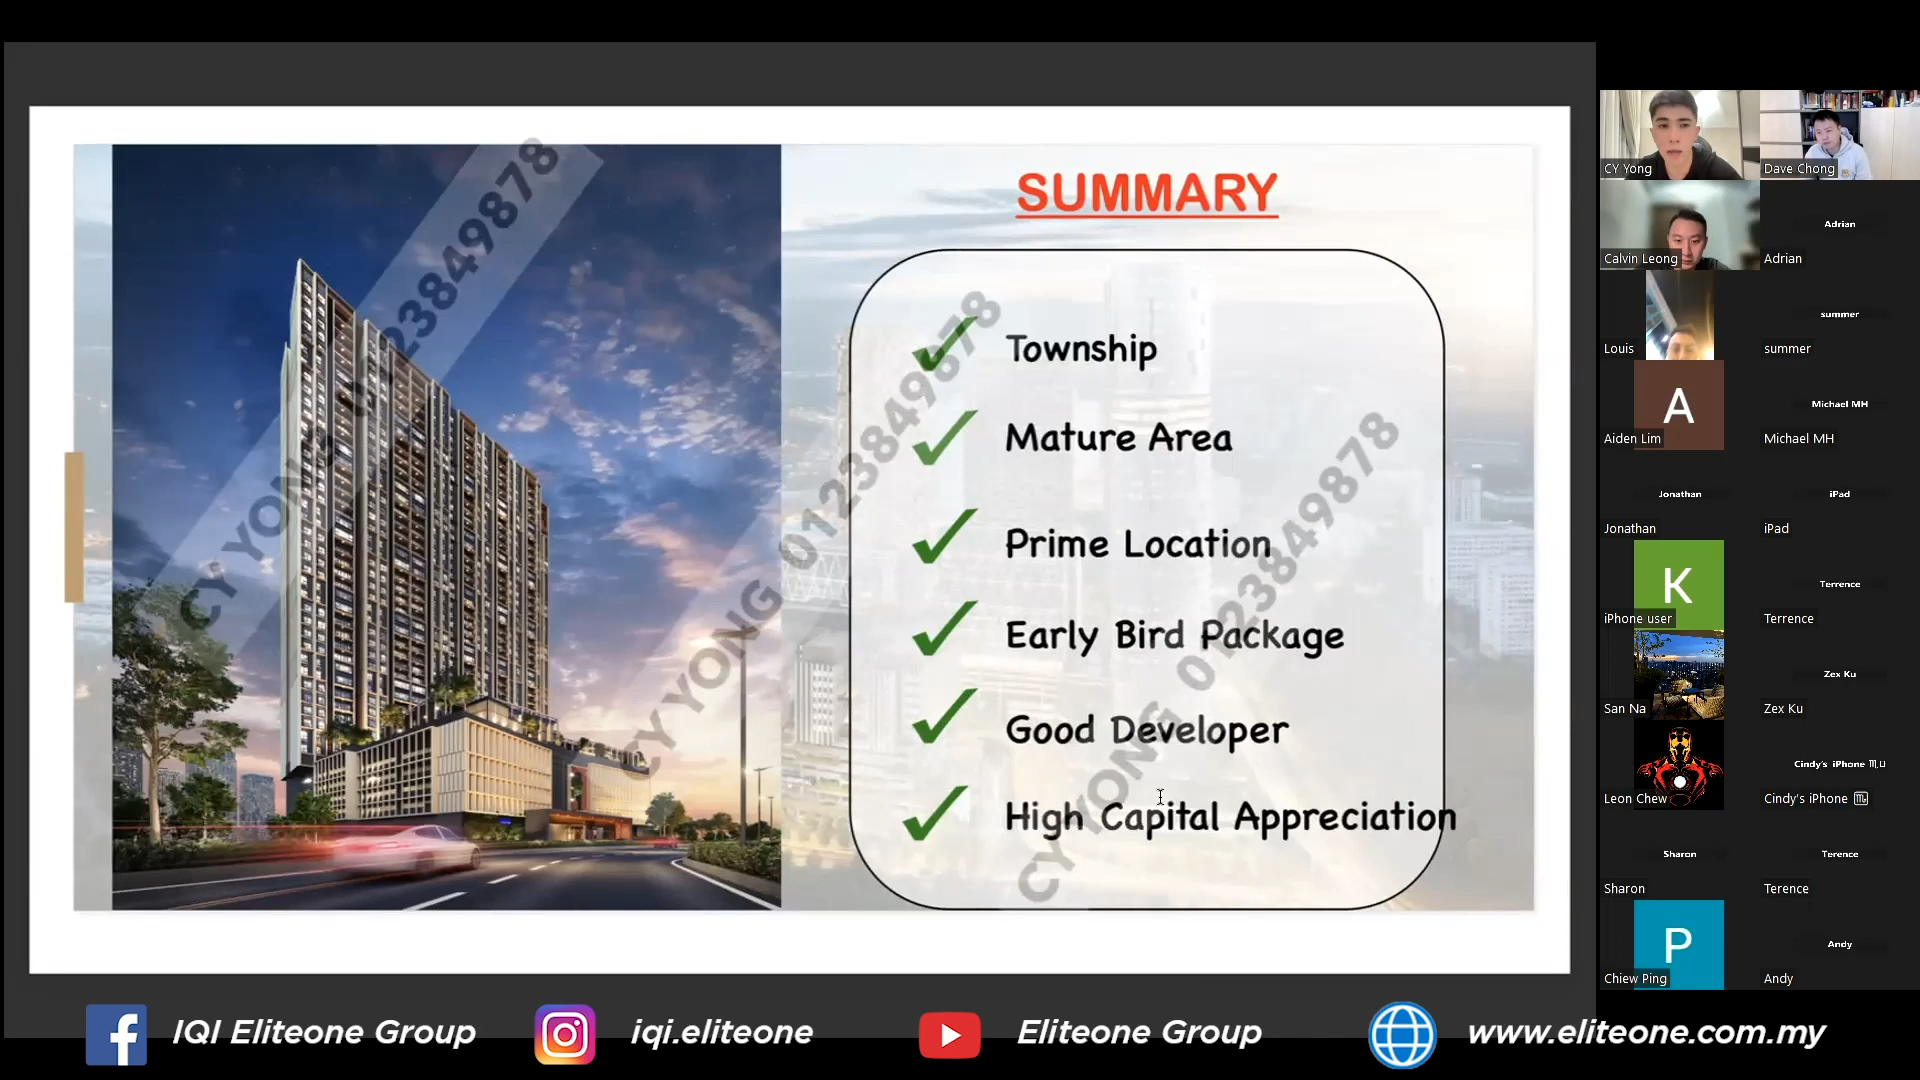 SUMMARY
Township
Mature Area
Prime Location
Early Bird Package
Good Developer
High Capital Appreciation
CY YONG 0123849878
CY YONG 0123849878
CY YONG 0123849878
CY Yong
Dave Chong
Calvin Leong
Adrian
Adrian
Louis
summer
summer
A
Aiden Lim
Michael MH
Michael MH
Jonathan
Jonathan
iPad
iPad
K
iPhone user
Terrence
Terrence
San Na
Zex Ku
Zex Ku
Leon Chew
Cindy's iPhone ♏LI
Cindy's iPhone ♏
Sharon
Sharon
Terence
Terence
P
Chiew Ping
Andy
Andy
IQI Eliteone Group
iqi.eliteone
Eliteone Group
www.eliteone.com.my